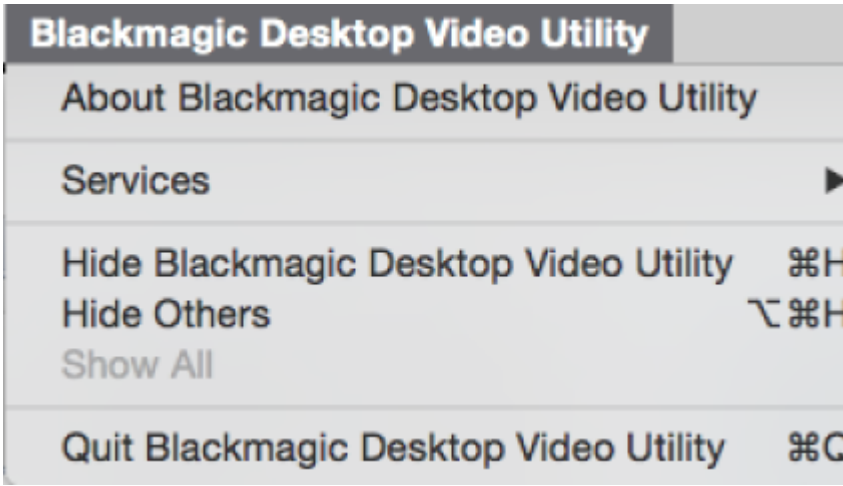 Blackmagic Desktop Video Utility
About Blackmagic Desktop Video Utility
Services ▶
Hide Blackmagic Desktop Video Utility ⌘H
Hide Others ⌥⌘H
Show All
Quit Blackmagic Desktop Video Utility ⌘Q